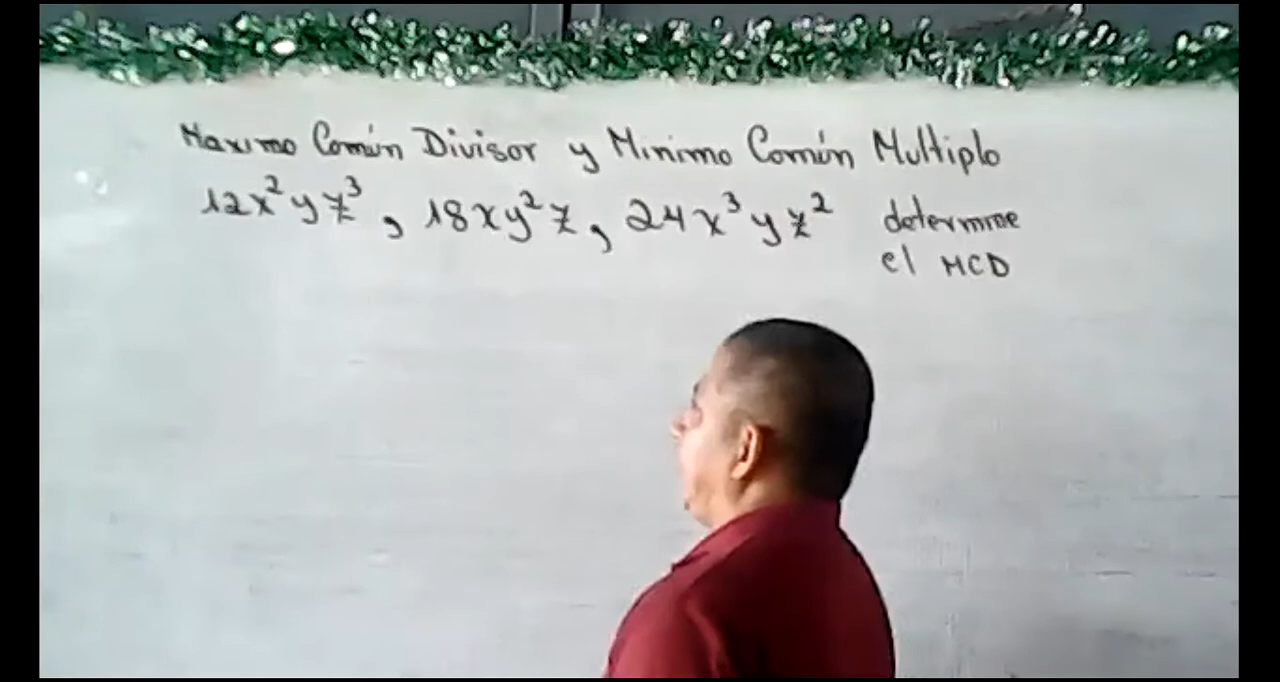 Maximo Común Divisor y Minimo Común Multiplo
12x²yz³, 18xy²z, 24x³yz² determine
el MCD